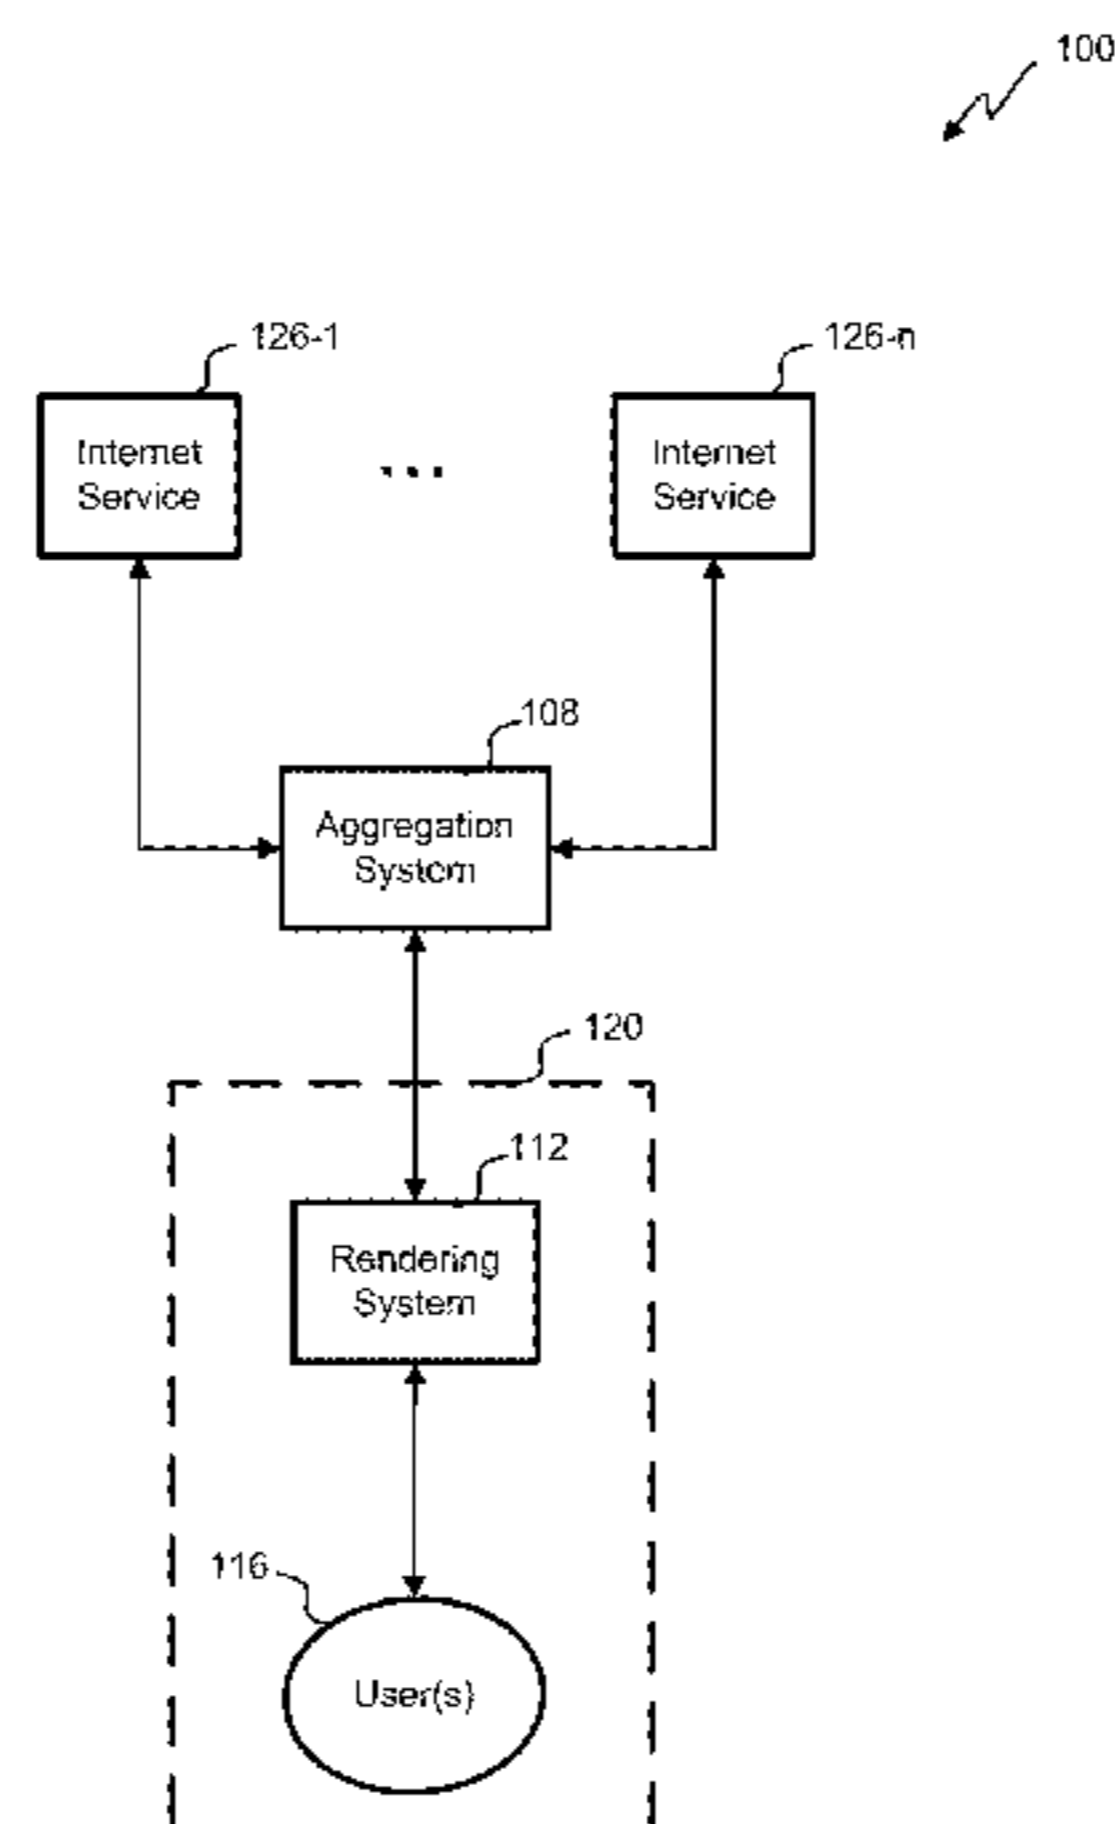 100
126-1
126-n
Internet
Service
...
Internet
Service
108
Aggregation
System
120
112
Rendering
System
116
User(s)